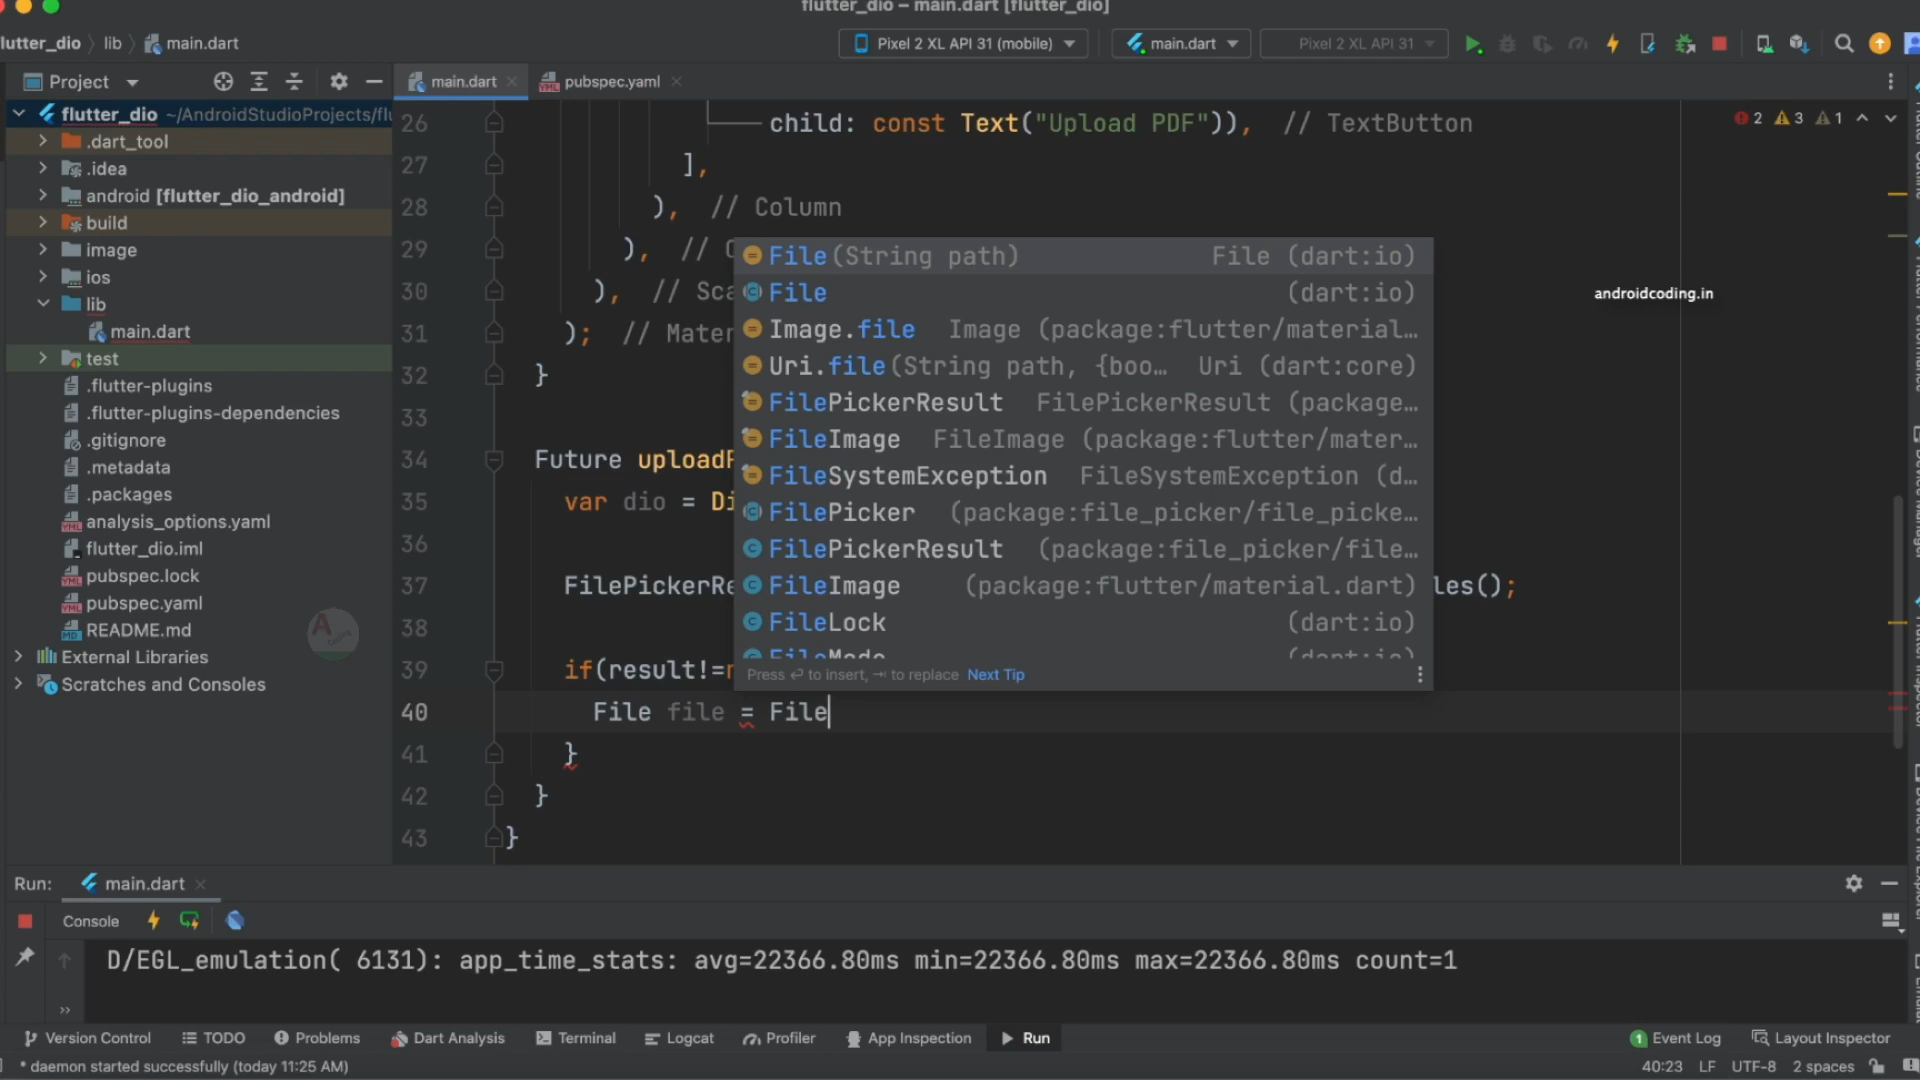 flutter_dio – main.dart [flutter_dio]
lutter_dio lib main.dart Pixel 2 XL API 31 (mobile) main.dart Pixel 2 XL API 31
Project main.dart pubspec.yaml
flutter_dio ~/AndroidStudioProjects/flu
.dart_tool
.idea
android [flutter_dio_android]
build
image
ios
lib
main.dart
test
.flutter-plugins
.flutter-plugins-dependencies
.gitignore
.metadata
.packages
analysis_options.yaml
flutter_dio.iml
pubspec.lock
pubspec.yaml
README.md
External Libraries
Scratches and Consoles
2 3 1
26 child: const Text("Upload PDF")), // TextButton
27 ],
28 ), // Column
29 ), // C
30 ), // Sca
31 ); // Mater
32 }
33
34 Future uploadP
35 var dio = Di
36
37 FilePickerRe les();
38
39 if(result!=n
40 File file = File
41 }
42 }
43 }
File(String path) File (dart:io)
File (dart:io)
Image.file Image (package:flutter/material…
Uri.file(String path, {boo… Uri (dart:core)
FilePickerResult FilePickerResult (package…
FileImage FileImage (package:flutter/mater…
FileSystemException FileSystemException (d…
FilePicker (package:file_picker/file_picke…
FilePickerResult (package:file_picker/file…
FileImage (package:flutter/material.dart)
FileLock (dart:io)
FileMode (dart:io)
Press ↩ to insert, ⇥ to replace Next Tip
androidcoding.in
Run: main.dart
Console
D/EGL_emulation( 6131): app_time_stats: avg=22366.80ms min=22366.80ms max=22366.80ms count=1
Version Control TODO Problems Dart Analysis Terminal Logcat Profiler App Inspection Run 1 Event Log Layout Inspector
* daemon started successfully (today 11:25 AM) 40:23 LF UTF-8 2 spaces